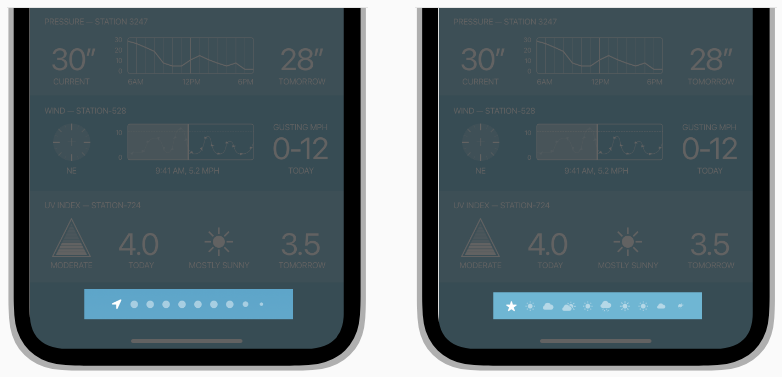 PRESSURE — STATION 3247
30
20
10
0
30″
28″
CURRENT
6AM
12PM
6PM
TOMORROW
WIND — STATION-528
GUSTING MPH
10
0
0-12
NE
9:41 AM, 5.2 MPH
TODAY
UV INDEX — STATION-724
4.0
3.5
MODERATE
TODAY
MOSTLY SUNNY
TOMORROW
PRESSURE — STATION 3247
30
20
10
0
30″
28″
CURRENT
6AM
12PM
6PM
TOMORROW
WIND — STATION-528
GUSTING MPH
10
0
0-12
NE
9:41 AM, 5.2 MPH
TODAY
UV INDEX — STATION-724
4.0
3.5
MODERATE
TODAY
MOSTLY SUNNY
TOMORROW